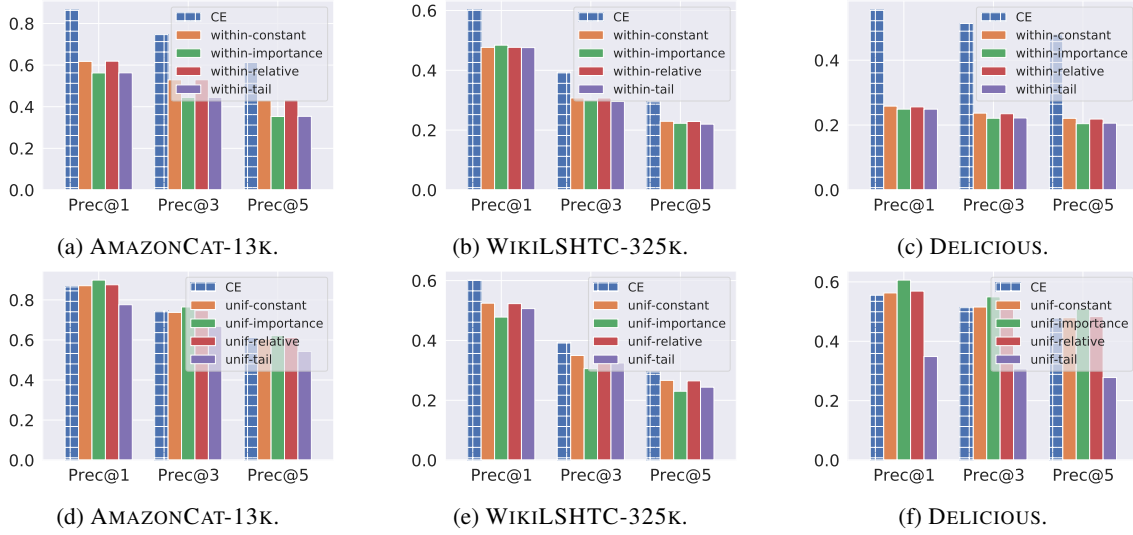 0.8
0.6
0.4
0.2
0.0
CE
within-constant
within-importance
within-relative
within-tail
Prec@1 Prec@3 Prec@5
(a) AMAZONCAT-13K.
0.6
0.4
0.2
0.0
CE
within-constant
within-importance
within-relative
within-tail
Prec@1 Prec@3 Prec@5
(b) WIKILSHTC-325K.
0.4
0.2
0.0
CE
within-constant
within-importance
within-relative
within-tail
Prec@1 Prec@3 Prec@5
(c) DELICIOUS.
0.8
0.6
0.4
0.2
0.0
CE
unif-constant
unif-importance
unif-relative
unif-tail
Prec@1 Prec@3 Prec@5
(d) AMAZONCAT-13K.
0.6
0.4
0.2
0.0
CE
unif-constant
unif-importance
unif-relative
unif-tail
Prec@1 Prec@3 Prec@5
(e) WIKILSHTC-325K.
0.6
0.4
0.2
0.0
CE
unif-constant
unif-importance
unif-relative
unif-tail
Prec@1 Prec@3 Prec@5
(f) DELICIOUS.